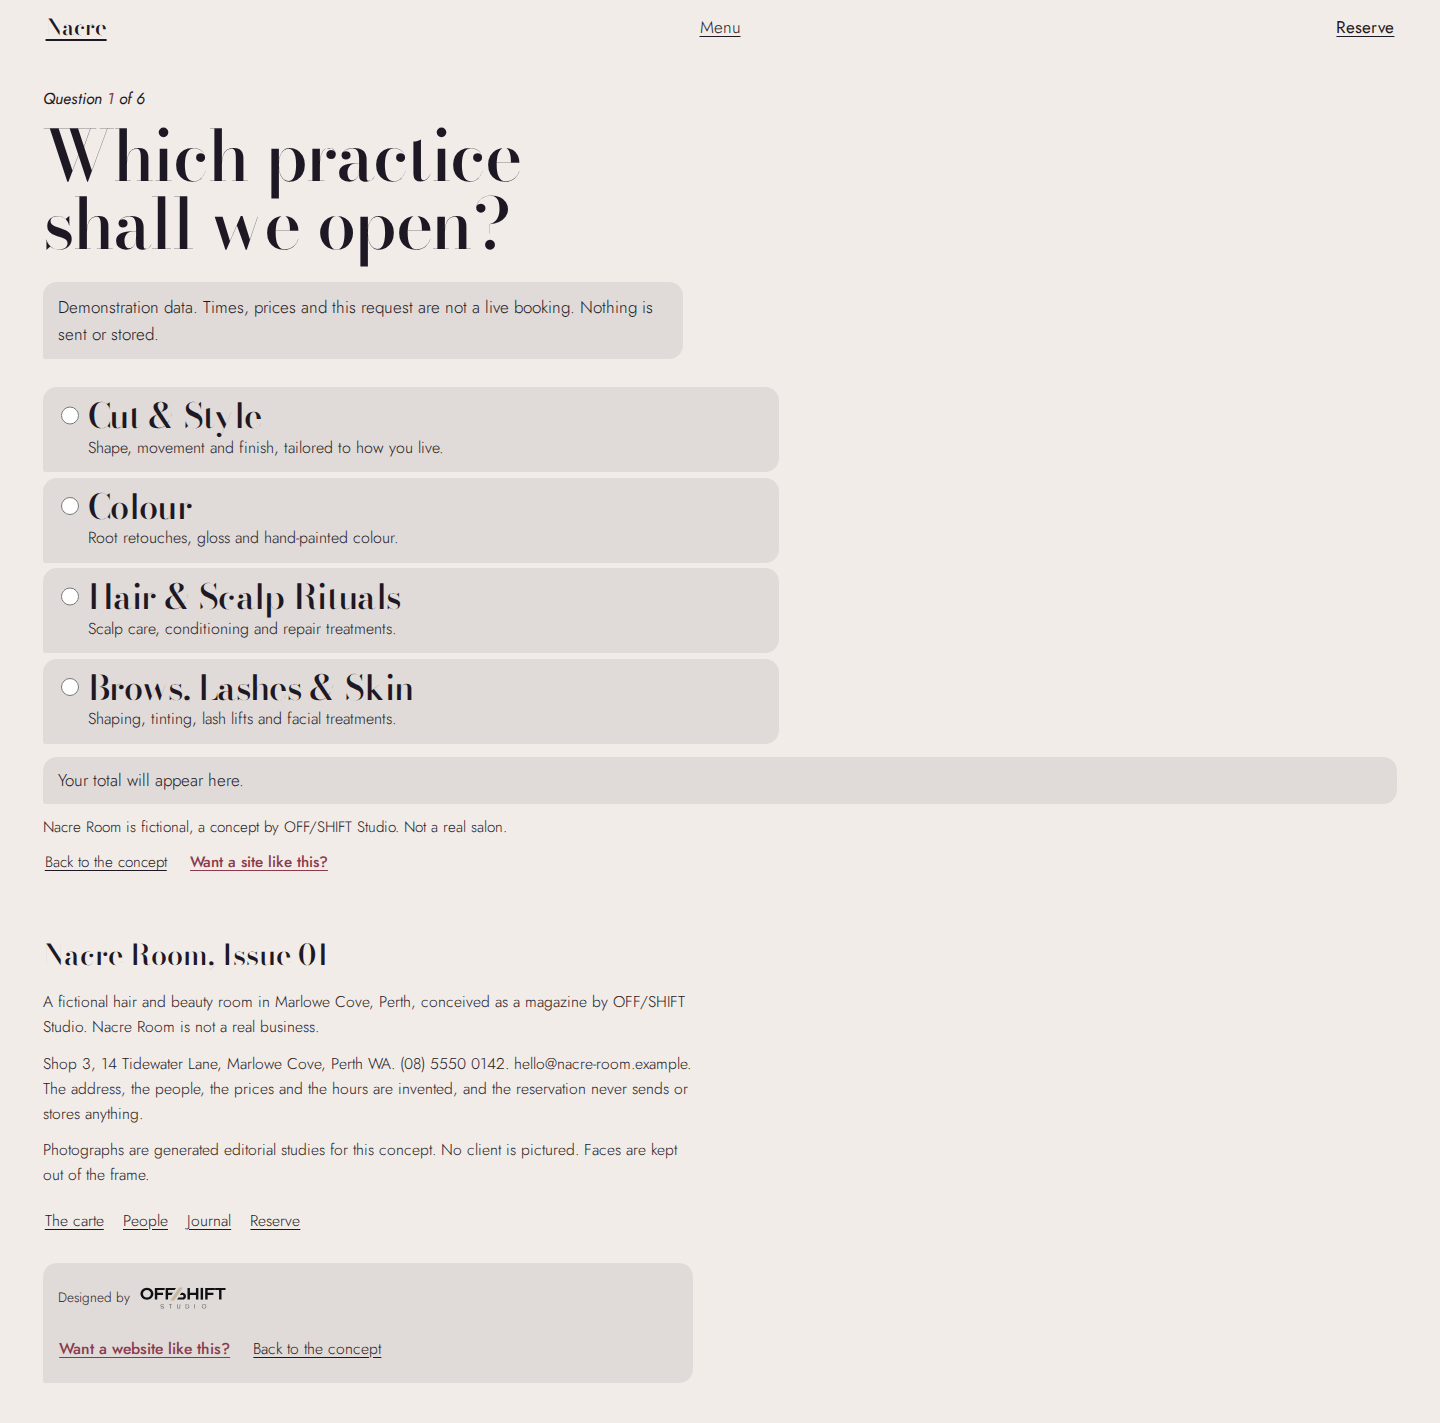 Nacre
Menu
Reserve
Question 1 of 6
Which practice
shall we open?
Demonstration data. Times, prices and this request are not a live booking. Nothing is
sent or stored.
Cut & Style
Shape, movement and finish, tailored to how you live.
Colour
Root retouches, gloss and hand-painted colour.
Hair & Scalp Rituals
Scalp care, conditioning and repair treatments.
Brows, Lashes & Skin
Shaping, tinting, lash lifts and facial treatments.
Your total will appear here.
Nacre Room is fictional, a concept by OFF/SHIFT Studio. Not a real salon.
Back to the concept
Want a site like this?
Nacre Room, Issue 01
A fictional hair and beauty room in Marlowe Cove, Perth, conceived as a magazine by OFF/SHIFT
Studio. Nacre Room is not a real business.
Shop 3, 14 Tidewater Lane, Marlowe Cove, Perth WA. (08) 5550 0142. hello@nacre-room.example.
The address, the people, the prices and the hours are invented, and the reservation never sends or
stores anything.
Photographs are generated editorial studies for this concept. No client is pictured. Faces are kept
out of the frame.
The carte
People
Journal
Reserve
Designed by
OFF/SHIFT
STUDIO
Want a website like this?
Back to the concept